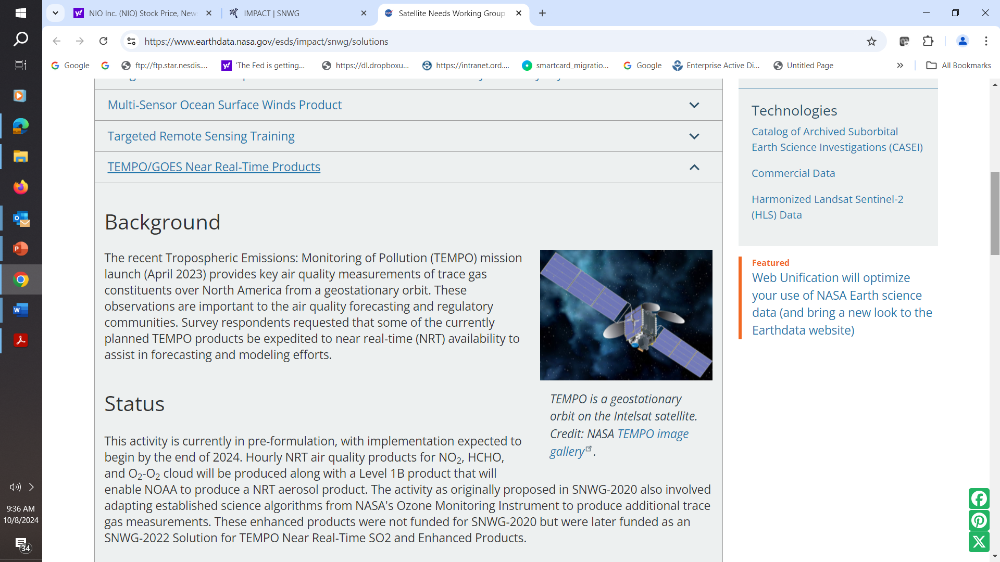 NIO Inc. (NIO) Stock Price, New
IMPACT | SNWG
Satellite Needs Working Group
https://www.earthdata.nasa.gov/esds/impact/snwg/solutions
Google
ftp://ftp.star.nesdis....
'The Fed is getting...
https://dl.dropboxu...
https://intranet.ord....
smartcard_migratio...
Google
Enterprise Active Di...
Untitled Page
All Bookmarks
Multi-Sensor Ocean Surface Winds Product
Targeted Remote Sensing Training
TEMPO/GOES Near Real-Time Products
Background
The recent Tropospheric Emissions: Monitoring of Pollution (TEMPO) mission
launch (April 2023) provides key air quality measurements of trace gas
constituents over North America from a geostationary orbit. These
observations are important to the air quality forecasting and regulatory
communities. Survey respondents requested that some of the currently
planned TEMPO products be expedited to near real-time (NRT) availability to
assist in forecasting and modeling efforts.
TEMPO is a geostationary
orbit on the Intelsat satellite.
Credit: NASA TEMPO image
gallery.
Status
This activity is currently in pre-formulation, with implementation expected to
begin by the end of 2024. Hourly NRT air quality products for NO₂, HCHO,
and O₂-O₂ cloud will be produced along with a Level 1B product that will
enable NOAA to produce a NRT aerosol product. The activity as originally proposed in SNWG-2020 also involved
adapting established science algorithms from NASA's Ozone Monitoring Instrument to produce additional trace
gas measurements. These enhanced products were not funded for SNWG-2020 but were later funded as an
SNWG-2022 Solution for TEMPO Near Real-Time SO2 and Enhanced Products.
Technologies
Catalog of Archived Suborbital
Earth Science Investigations (CASEI)
Commercial Data
Harmonized Landsat Sentinel-2
(HLS) Data
Featured
Web Unification will optimize
your use of NASA Earth science
data (and bring a new look to the
Earthdata website)
9:36 AM
10/8/2024
34